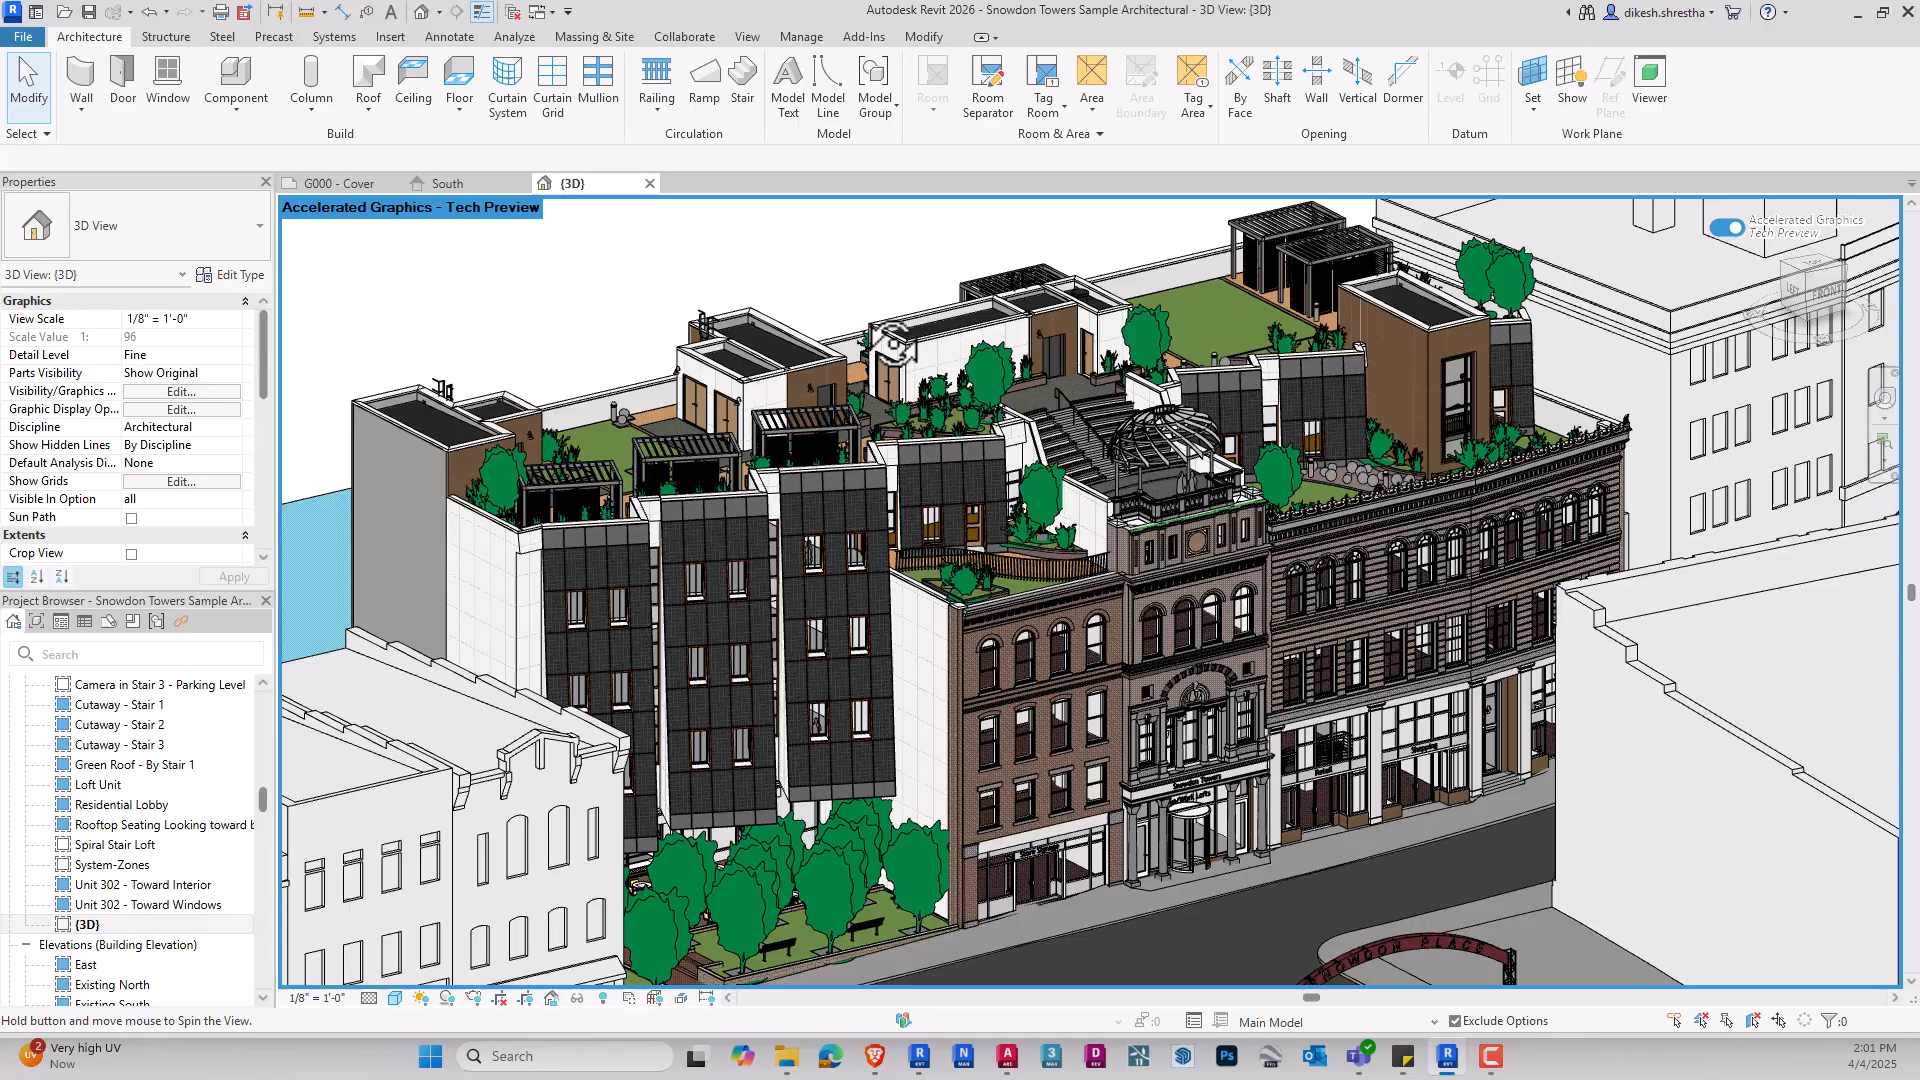 Autodesk Revit 2026 - Snowdon Towers Sample Architectural - 3D View: {3D}
dikesh.shrestha
File Architecture Structure Steel Precast Systems Insert Annotate Analyze Massing & Site Collaborate View Manage Add-Ins Modify
Modify Wall Door Window Component Column Roof Ceiling Floor Curtain System Curtain Grid Mullion Railing Ramp Stair Model Text Model Line Model Group Room Room Separator Tag Room Area Area Boundary Tag Area By Face Shaft Wall Vertical Dormer Level Grid Set Show Ref Plane Viewer
Select Build Circulation Model Room & Area Opening Datum Work Plane
Properties
G000 - Cover South {3D}
Accelerated Graphics - Tech Preview
Accelerated Graphics
Tech Preview
3D View
3D View: {3D} Edit Type
Graphics
View Scale 1/8" = 1'-0"
Scale Value 1: 96
Detail Level Fine
Parts Visibility Show Original
Visibility/Graphics ... Edit...
Graphic Display Op... Edit...
Discipline Architectural
Show Hidden Lines By Discipline
Default Analysis Di... None
Show Grids Edit...
Visible In Option all
Sun Path
Extents
Crop View
Apply
Project Browser - Snowdon Towers Sample Ar...
Search
Camera in Stair 3 - Parking Level
Cutaway - Stair 1
Cutaway - Stair 2
Cutaway - Stair 3
Green Roof - By Stair 1
Loft Unit
Residential Lobby
Rooftop Seating Looking toward b
Spiral Stair Loft
System-Zones
Unit 302 - Toward Interior
Unit 302 - Toward Windows
{3D}
Elevations (Building Elevation)
East
Existing North
Existing South
LEFT FRONT
Snowdon Towers
Shopping
SNOWDON PLACE
1/8" = 1'-0"
Hold button and move mouse to Spin the View.
:0
Main Model
Exclude Options
:0
Very high UV
Now
Search
2:01 PM
4/4/2025